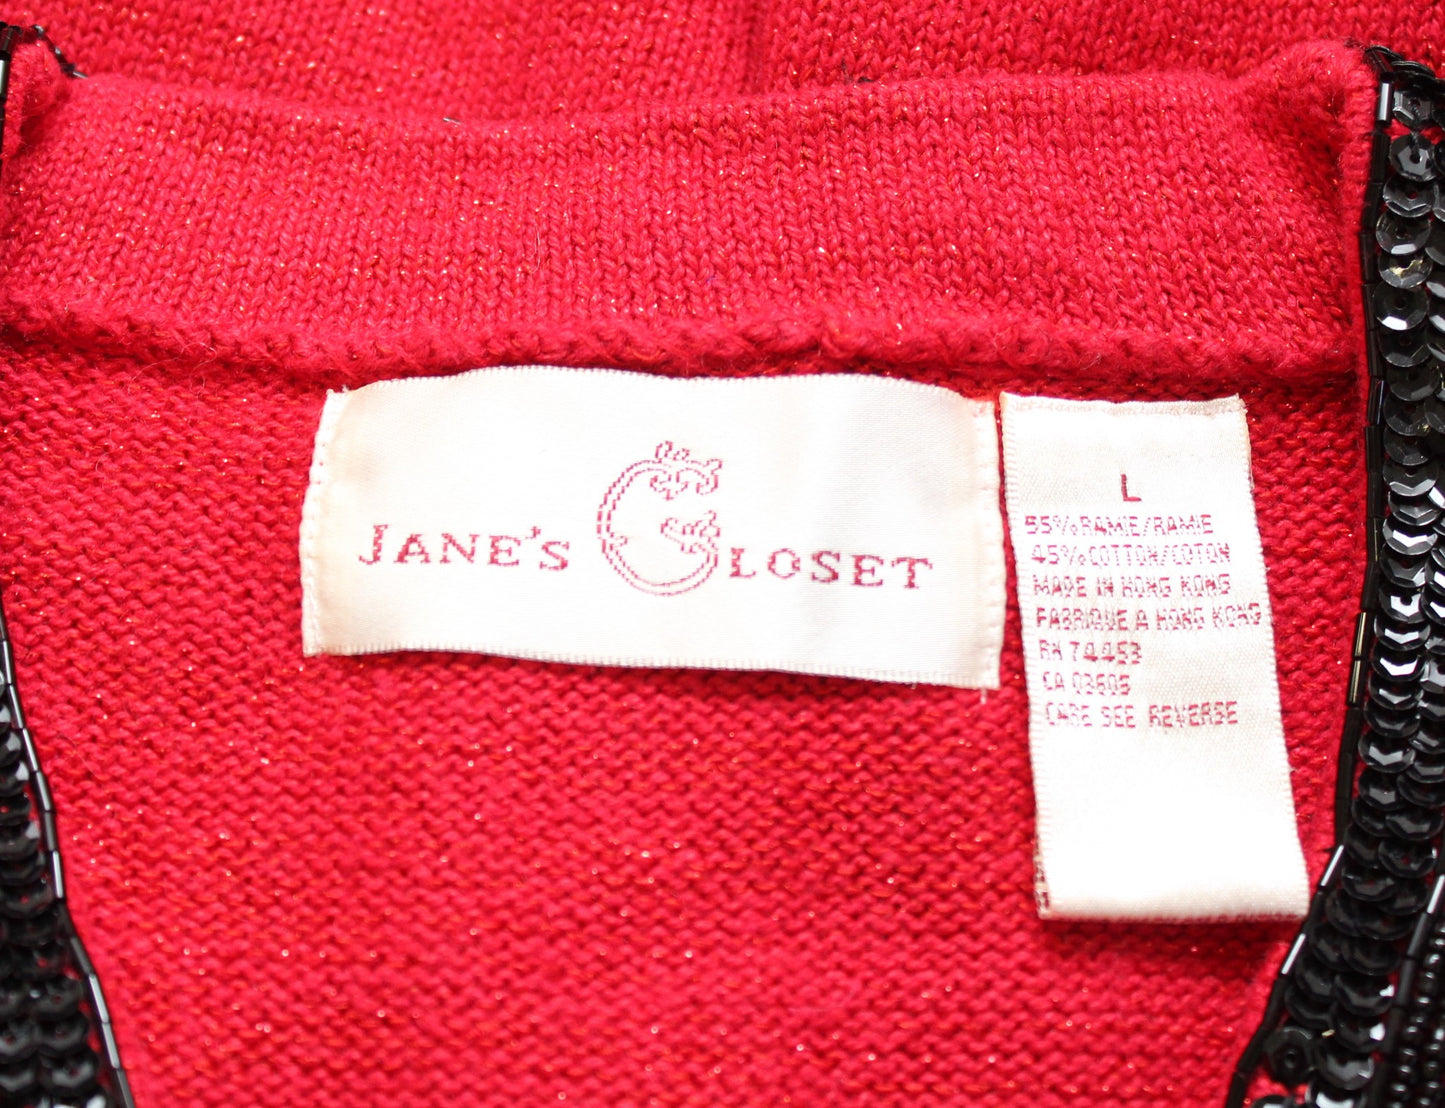 JANE'S CLOSET
L
55% RAMIE/RAMIE
45% COTTON/COTON
MADE IN HONG KONG
FABRIQUE A HONG KONG
RN 74453
CA 03605
CARE SEE REVERSE